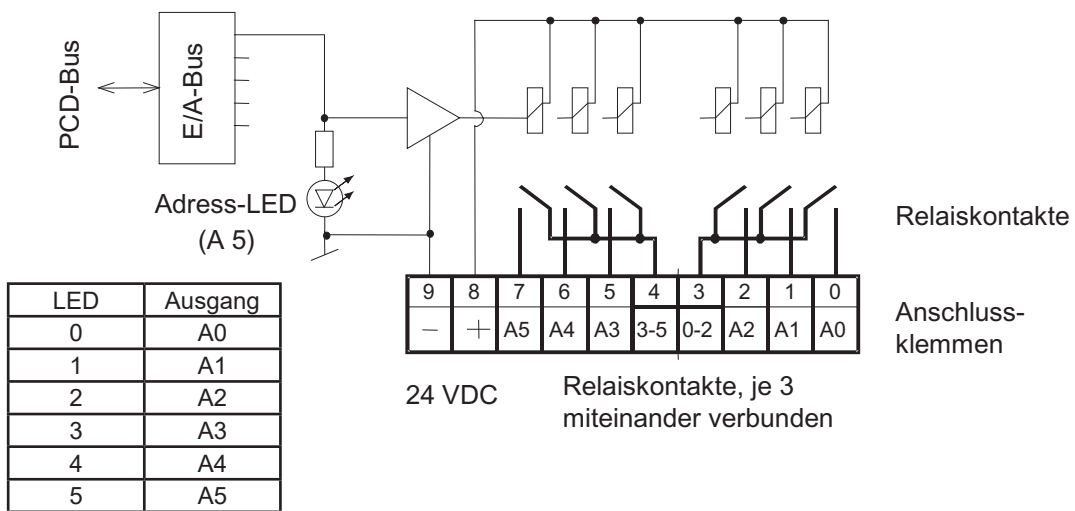 PCD-Bus
E/A-Bus
Adress-LED
(A 5)
Relaiskontakte
9 8 7 6 5 4 3 2 1 0
– + A5 A4 A3 3-5 0-2 A2 A1 A0
Anschluss-
klemmen
24 VDC
Relaiskontakte, je 3
miteinander verbunden
LED Ausgang
0 A0
1 A1
2 A2
3 A3
4 A4
5 A5